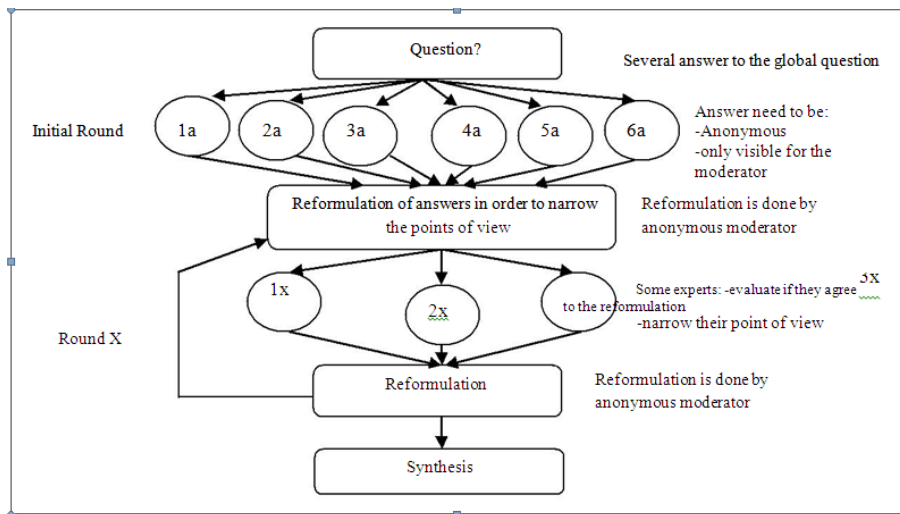 Question?
Several answer to the global question
Initial Round
1a
2a
3a
4a
5a
6a
Answer need to be:
-Anonymous
-only visible for the
moderator
Reformulation of answers in order to narrow
the points of view
Reformulation is done by
anonymous moderator
Round X
1x
2x
3x
Some experts: -evaluate if they agree
to the reformulation
-narrow their point of view
Reformulation
Reformulation is done by
anonymous moderator
Synthesis